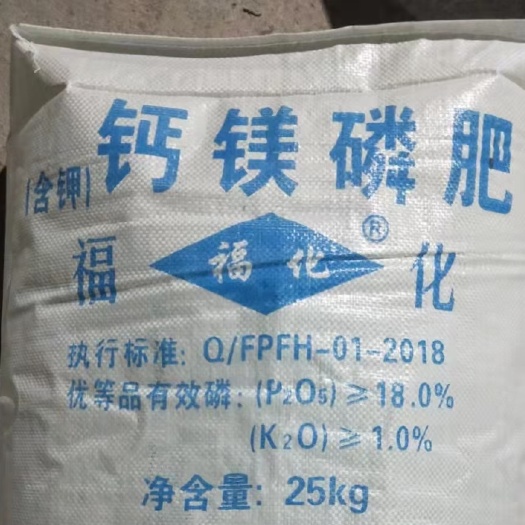 (含钾) 钙镁磷肥
福 福化® 化
执行标准: Q/FPFH-01-2018
优等品有效磷: (P₂O₅) ≥18.0%
(K₂O) ≥1.0%
净含量: 25kg